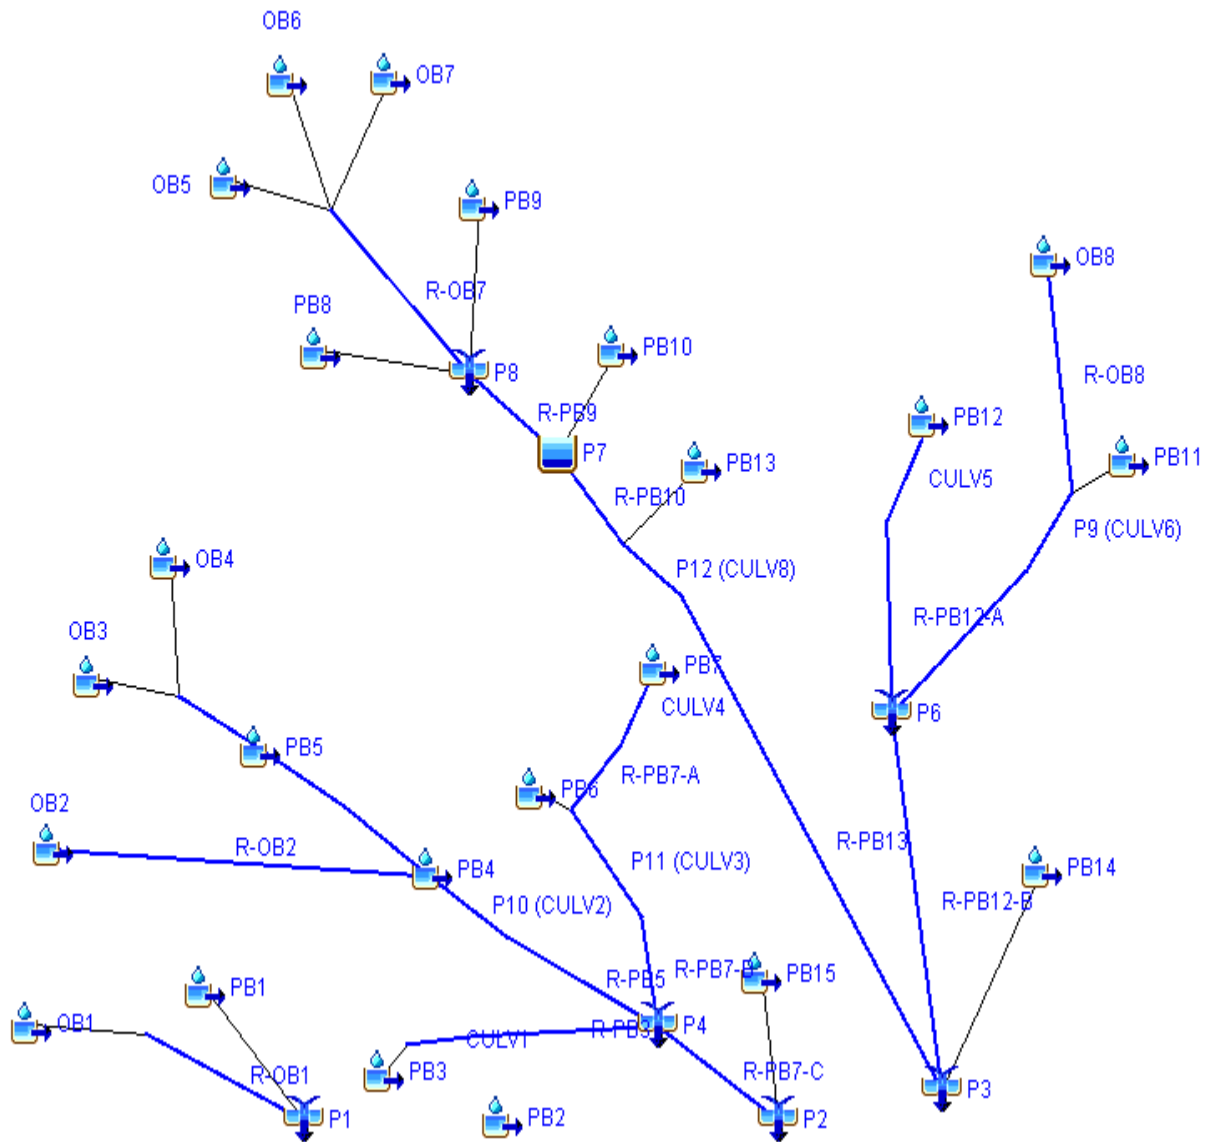 OB6
OB7
OB5
PB9
OB8
R-OB7
PB8
PB10
P8
R-OB8
R-PB9
PB12
P7
PB13
CULV5
PB11
R-PB10
P9 (CULV6)
OB4
P12 (CULV8)
R-PB12-A
OB3
PB7
CULV4
P6
PB5
R-PB7-A
PB6
OB2
R-OB2
R-PB13
P11 (CULV3)
PB4
PB14
R-PB12-B
P10 (CULV2)
R-PB5
R-PB7-B
PB15
PB1
OB1
R-PB3
P4
CULV1
R-OB1
PB3
R-PB7-C
P3
P1
PB2
P2